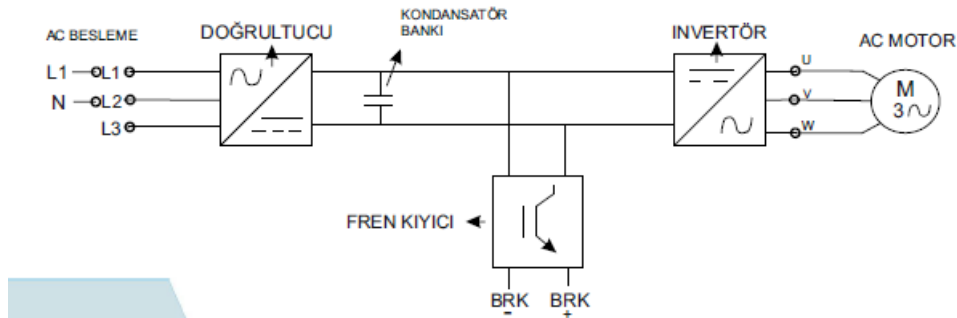 AC BESLEME
DOĞRULTUCU
KONDANSATÖR
BANKI
INVERTÖR
AC MOTOR
L1 L1
N L2
L3
U
V
W
M
3
FREN KIYICI
BRK BRK
- +